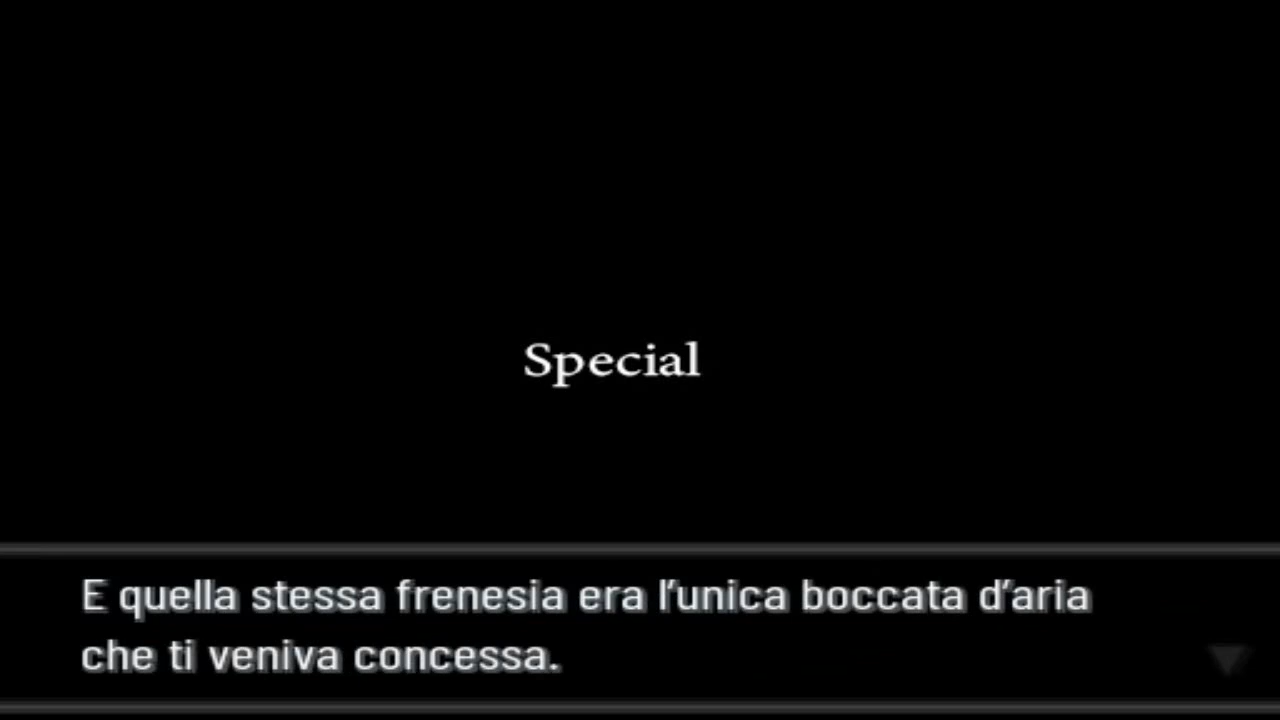 Special
E quella stessa frenesia era l'unica boccata d'aria
che ti veniva concessa.